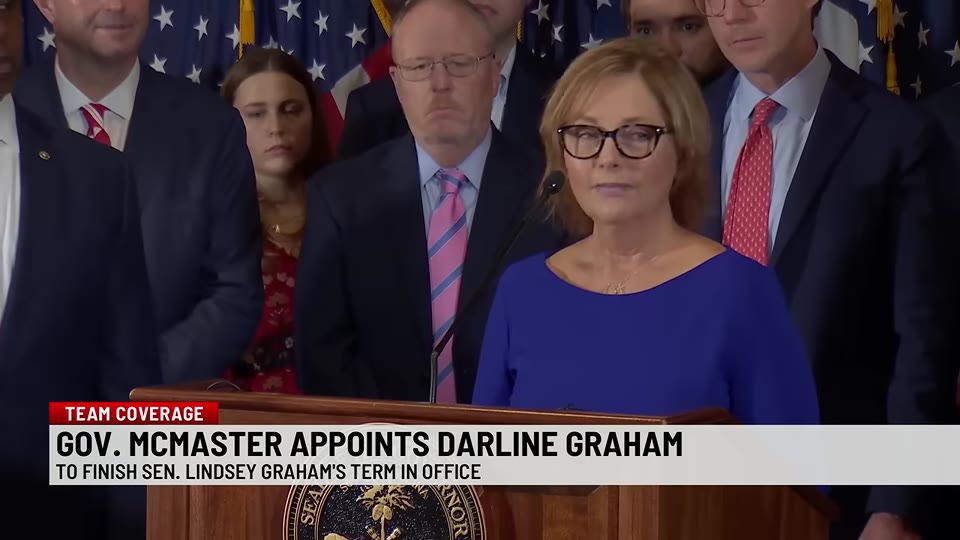 TEAM COVERAGE
GOV. MCMASTER APPOINTS DARLINE GRAHAM
TO FINISH SEN. LINDSEY GRAHAM'S TERM IN OFFICE